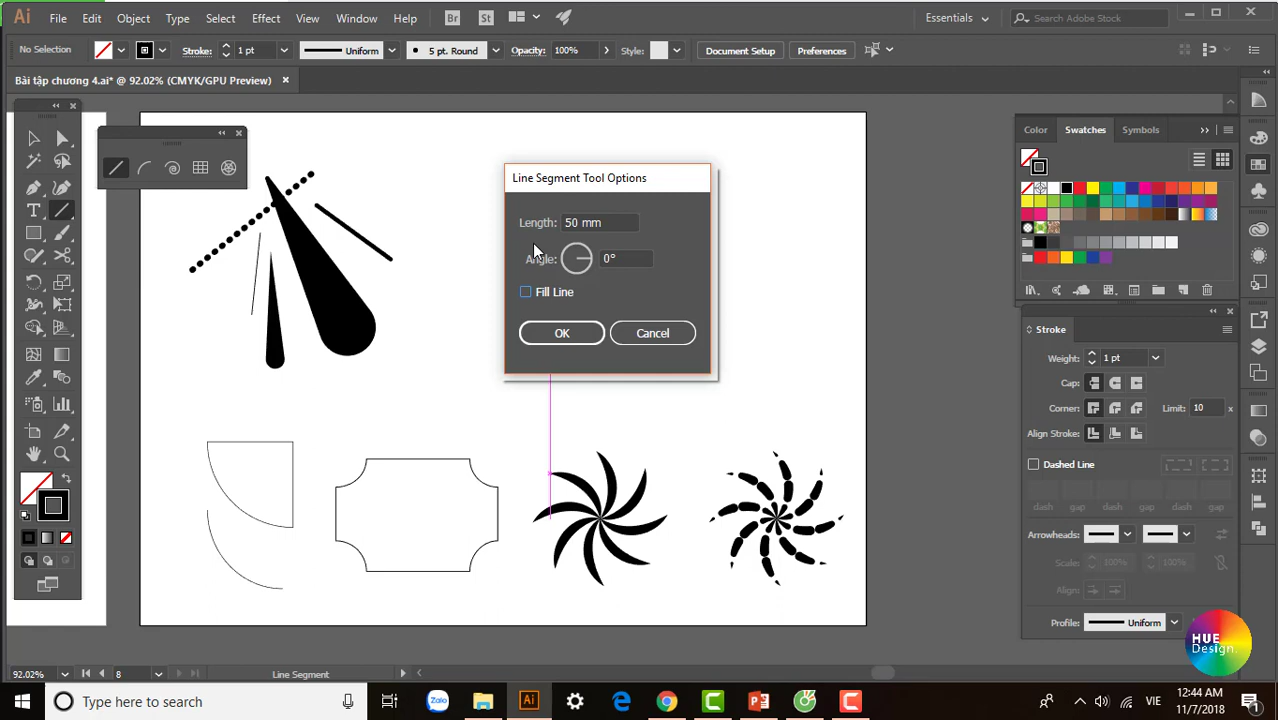 Ai File Edit Object Type Select Effect View Window Help Br St Essentials Search Adobe Stock
No Selection Stroke: 1 pt Uniform 5 pt. Round Opacity: 100% Style: Document Setup Preferences
Bài tập chương 4.ai* @ 92.02% (CMYK/GPU Preview)
Color Swatches Symbols
Line Segment Tool Options
Length: 50 mm
Angle: 0°
Fill Line
OK Cancel
Stroke
Weight: 1 pt
Cap:
Corner: Limit: 10 x
Align Stroke:
Dashed Line
dash gap dash gap dash gap
Arrowheads:
Scale: 100% 100%
Align:
Profile: Uniform
HUE
Design.
92.02% 8 Line Segment
Type here to search
Zalo
Ai
VIE
12:44 AM
11/7/2018
1